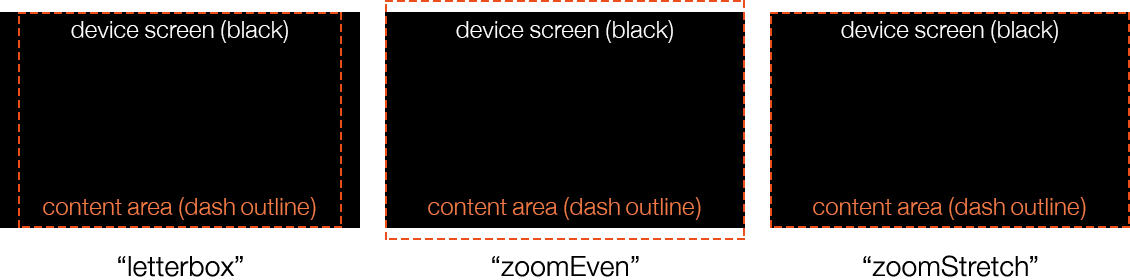 device screen (black)
device screen (black)
device screen (black)
content area (dash outline)
content area (dash outline)
content area (dash outline)
“letterbox”
“zoomEven”
“zoomStretch”